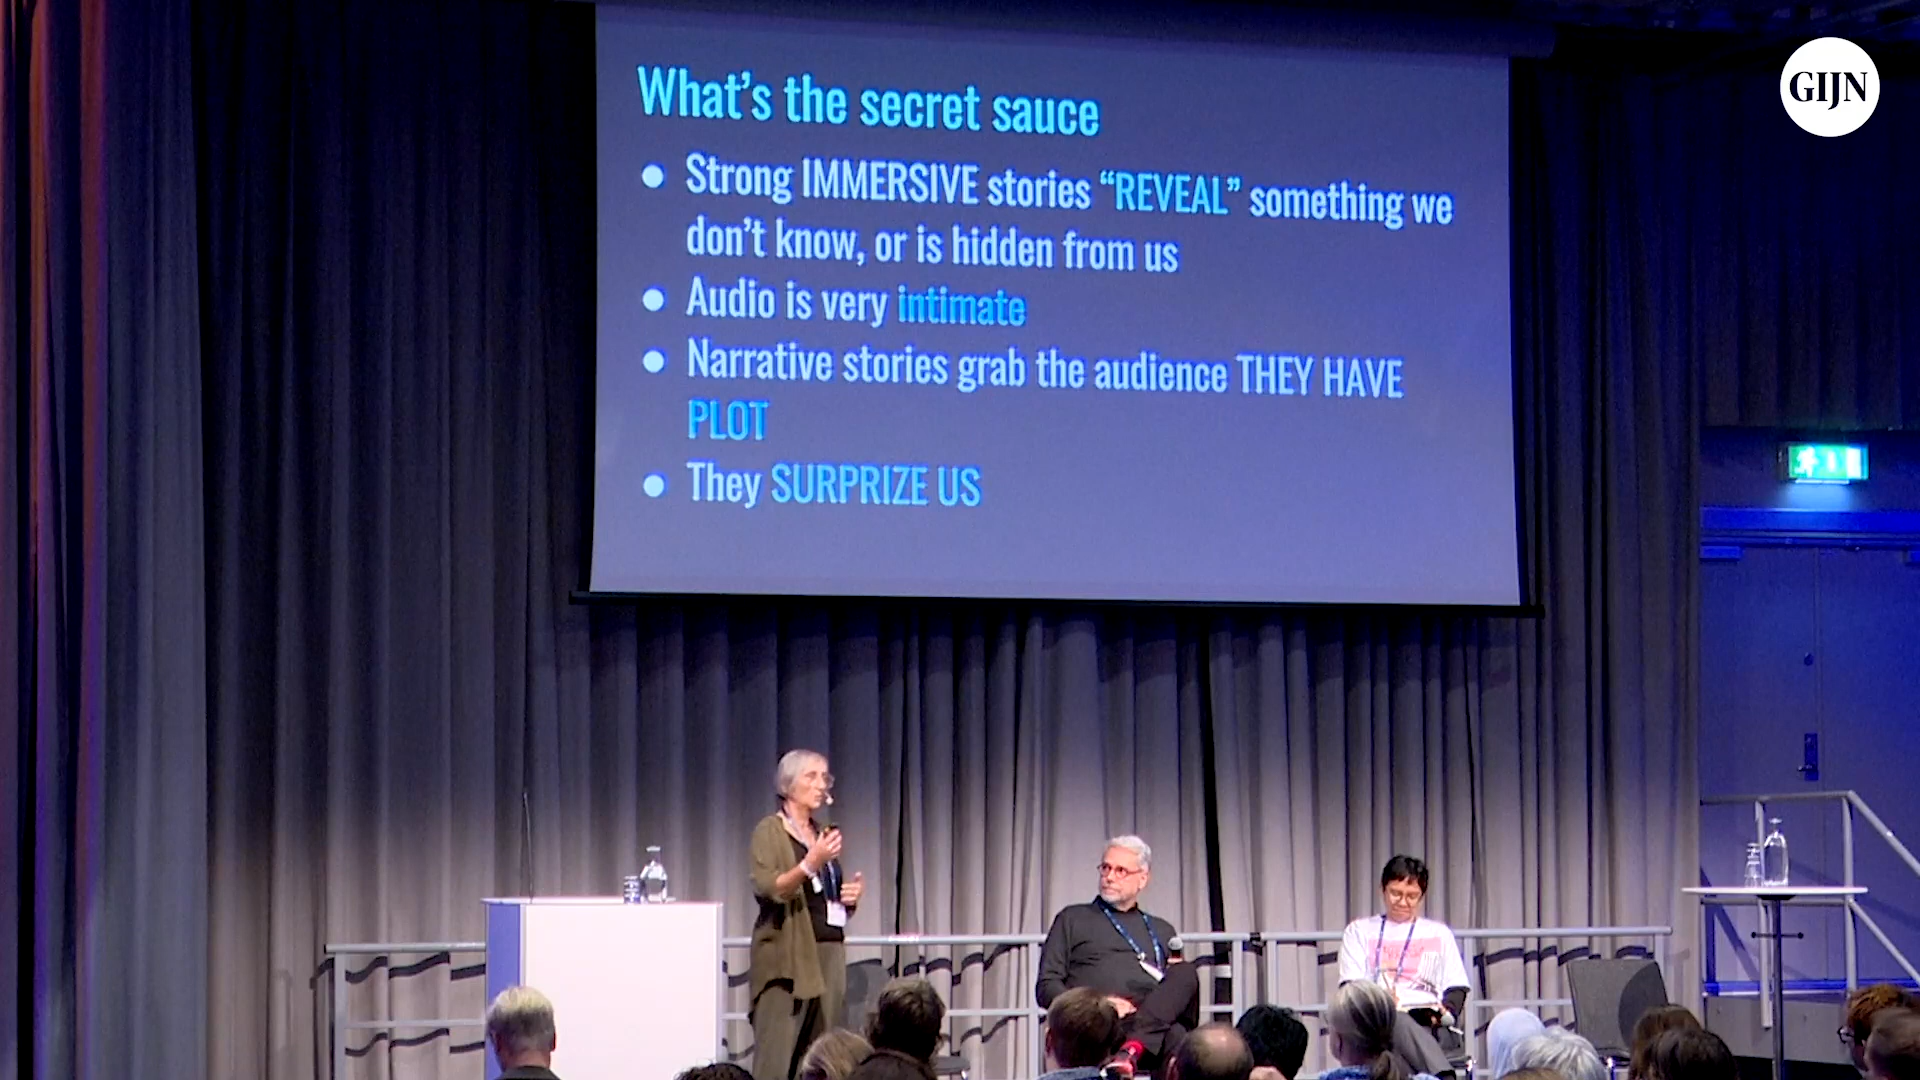 GIJN
What's the secret sauce
● Strong IMMERSIVE stories “REVEAL” something we
don't know, or is hidden from us
● Audio is very intimate
● Narrative stories grab the audience THEY HAVE
PLOT
● They SURPRIZE US